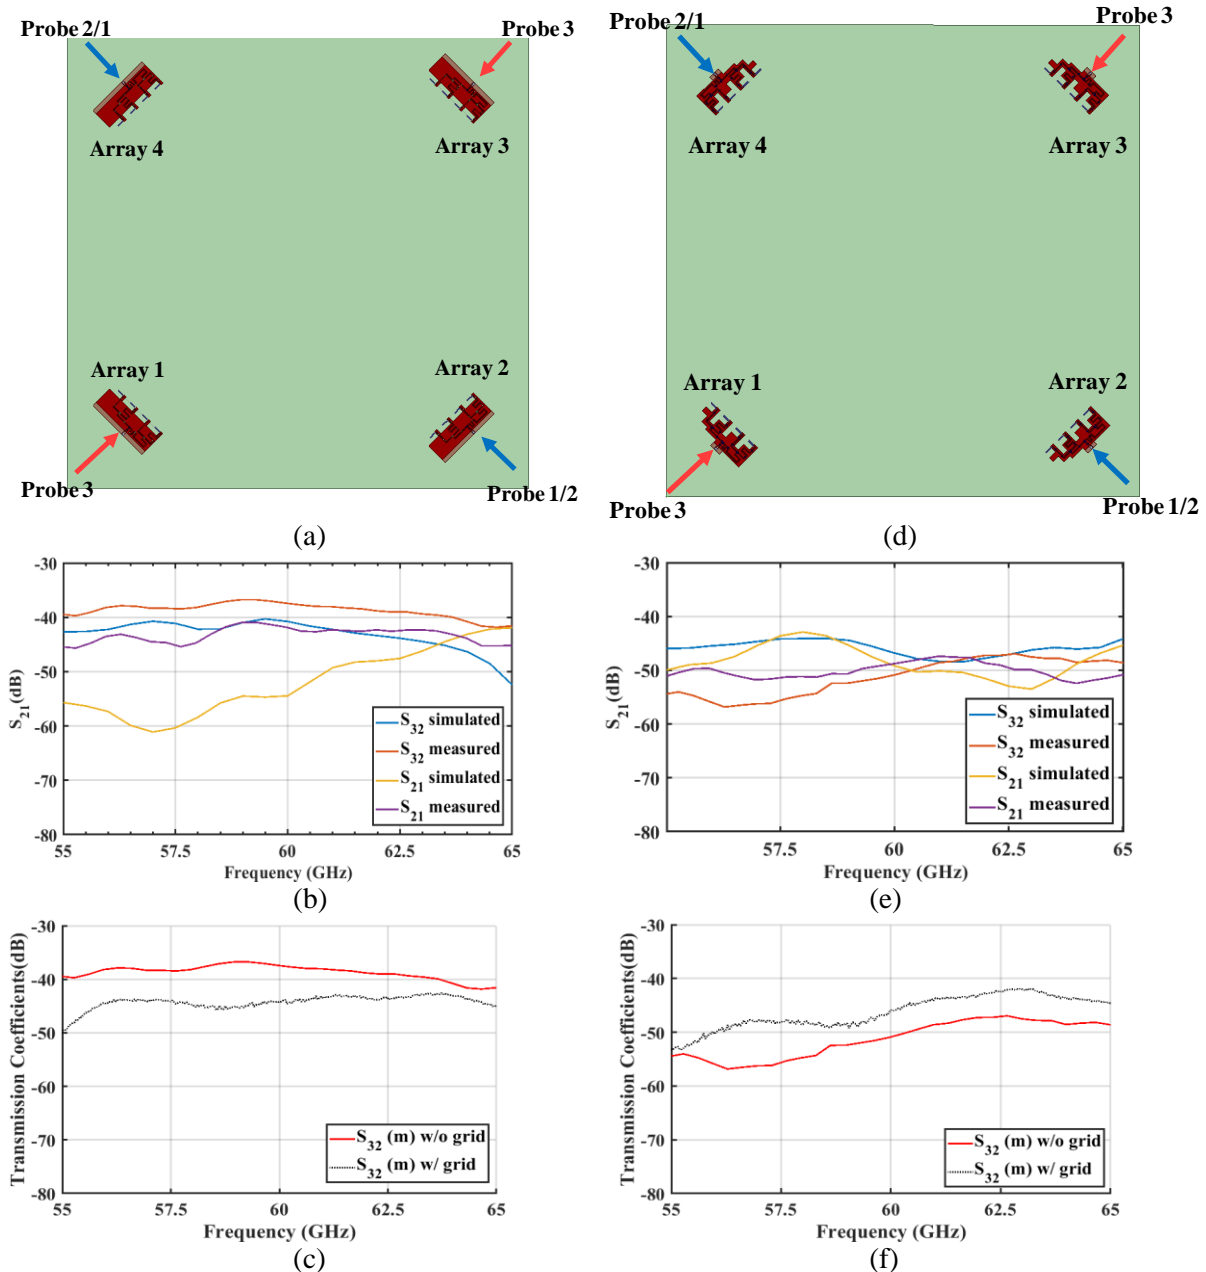 Probe 2/1
Probe 3
Array 4
Array 3
Array 1
Array 2
Probe 3
Probe 1/2
(a)
Probe 2/1
Probe 3
Array 4
Array 3
Array 1
Array 2
Probe 3
Probe 1/2
(d)
S21(dB)
-30
-40
-50
-60
-70
-80
55
57.5
60
62.5
65
Frequency (GHz)
S32 simulated
S32 measured
S21 simulated
S21 measured
(b)
S21(dB)
-30
-40
-50
-60
-70
-80
57.5
60
62.5
65
Frequency (GHz)
S32 simulated
S32 measured
S21 simulated
S21 measured
(e)
Transmission Coefficients(dB)
-30
-40
-50
-60
-70
-80
55
57.5
60
62.5
65
Frequency (GHz)
S32 (m) w/o grid
S32 (m) w/ grid
(c)
Transmission Coefficients(dB)
-30
-40
-50
-60
-70
-80
55
57.5
60
62.5
65
Frequency (GHz)
S32 (m) w/o grid
S32 (m) w/ grid
(f)